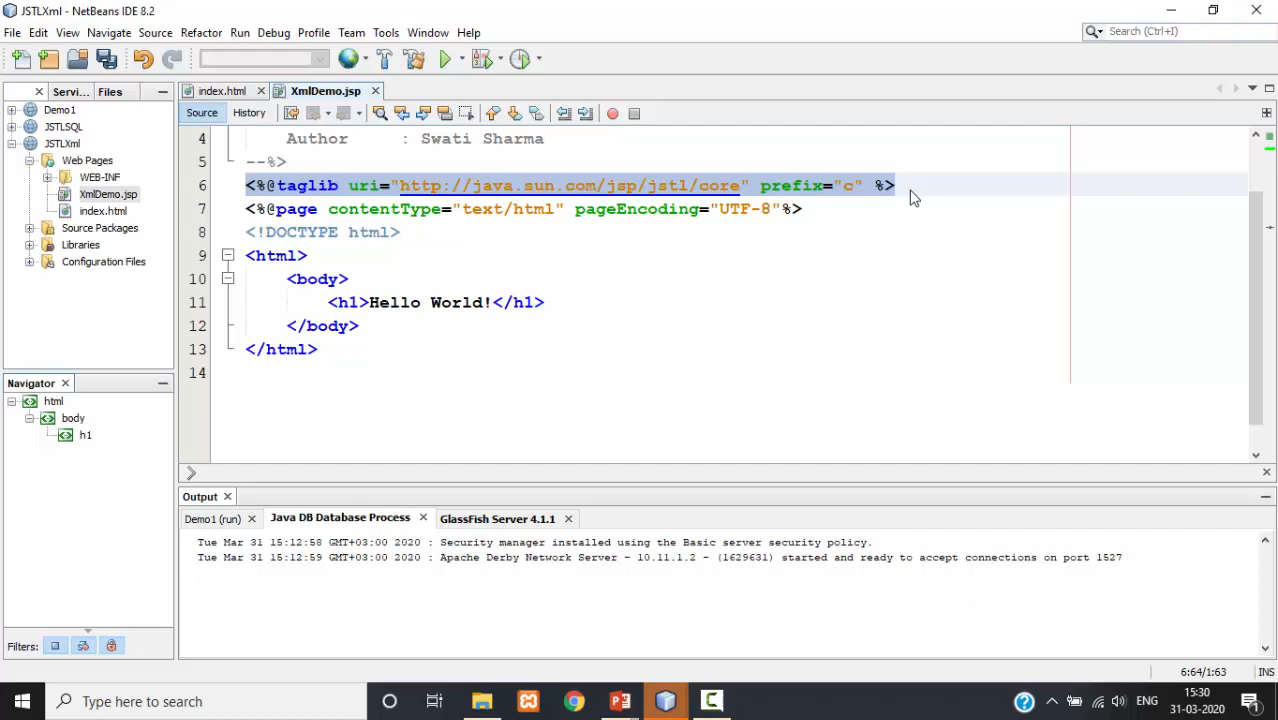 JSTLXml - NetBeans IDE 8.2
File Edit View Navigate Source Refactor Run Debug Profile Team Tools Window Help
Search (Ctrl+I)
Servi... Files
index.html XmlDemo.jsp
Source History
Demo1
JSTLSQL
JSTLXml
Web Pages
WEB-INF
XmlDemo.jsp
index.html
Source Packages
Libraries
Configuration Files
4 Author : Swati Sharma
5 --%>
6 <%@taglib uri="http://java.sun.com/jsp/jstl/core" prefix="c" %>
7 <%@page contentType="text/html" pageEncoding="UTF-8"%>
8 <!DOCTYPE html>
9 <html>
10 <body>
11 <h1>Hello World!</h1>
12 </body>
13 </html>
14
Navigator
html
body
h1
Filters:
Output
Demo1 (run) Java DB Database Process GlassFish Server 4.1.1
Tue Mar 31 15:12:58 GMT+03:00 2020 : Security manager installed using the Basic server security policy.
Tue Mar 31 15:12:59 GMT+03:00 2020 : Apache Derby Network Server - 10.11.1.2 - (1629631) started and ready to accept connections on port 1527
6:64/1:63 INS
Type here to search
ENG
15:30
31-03-2020
1